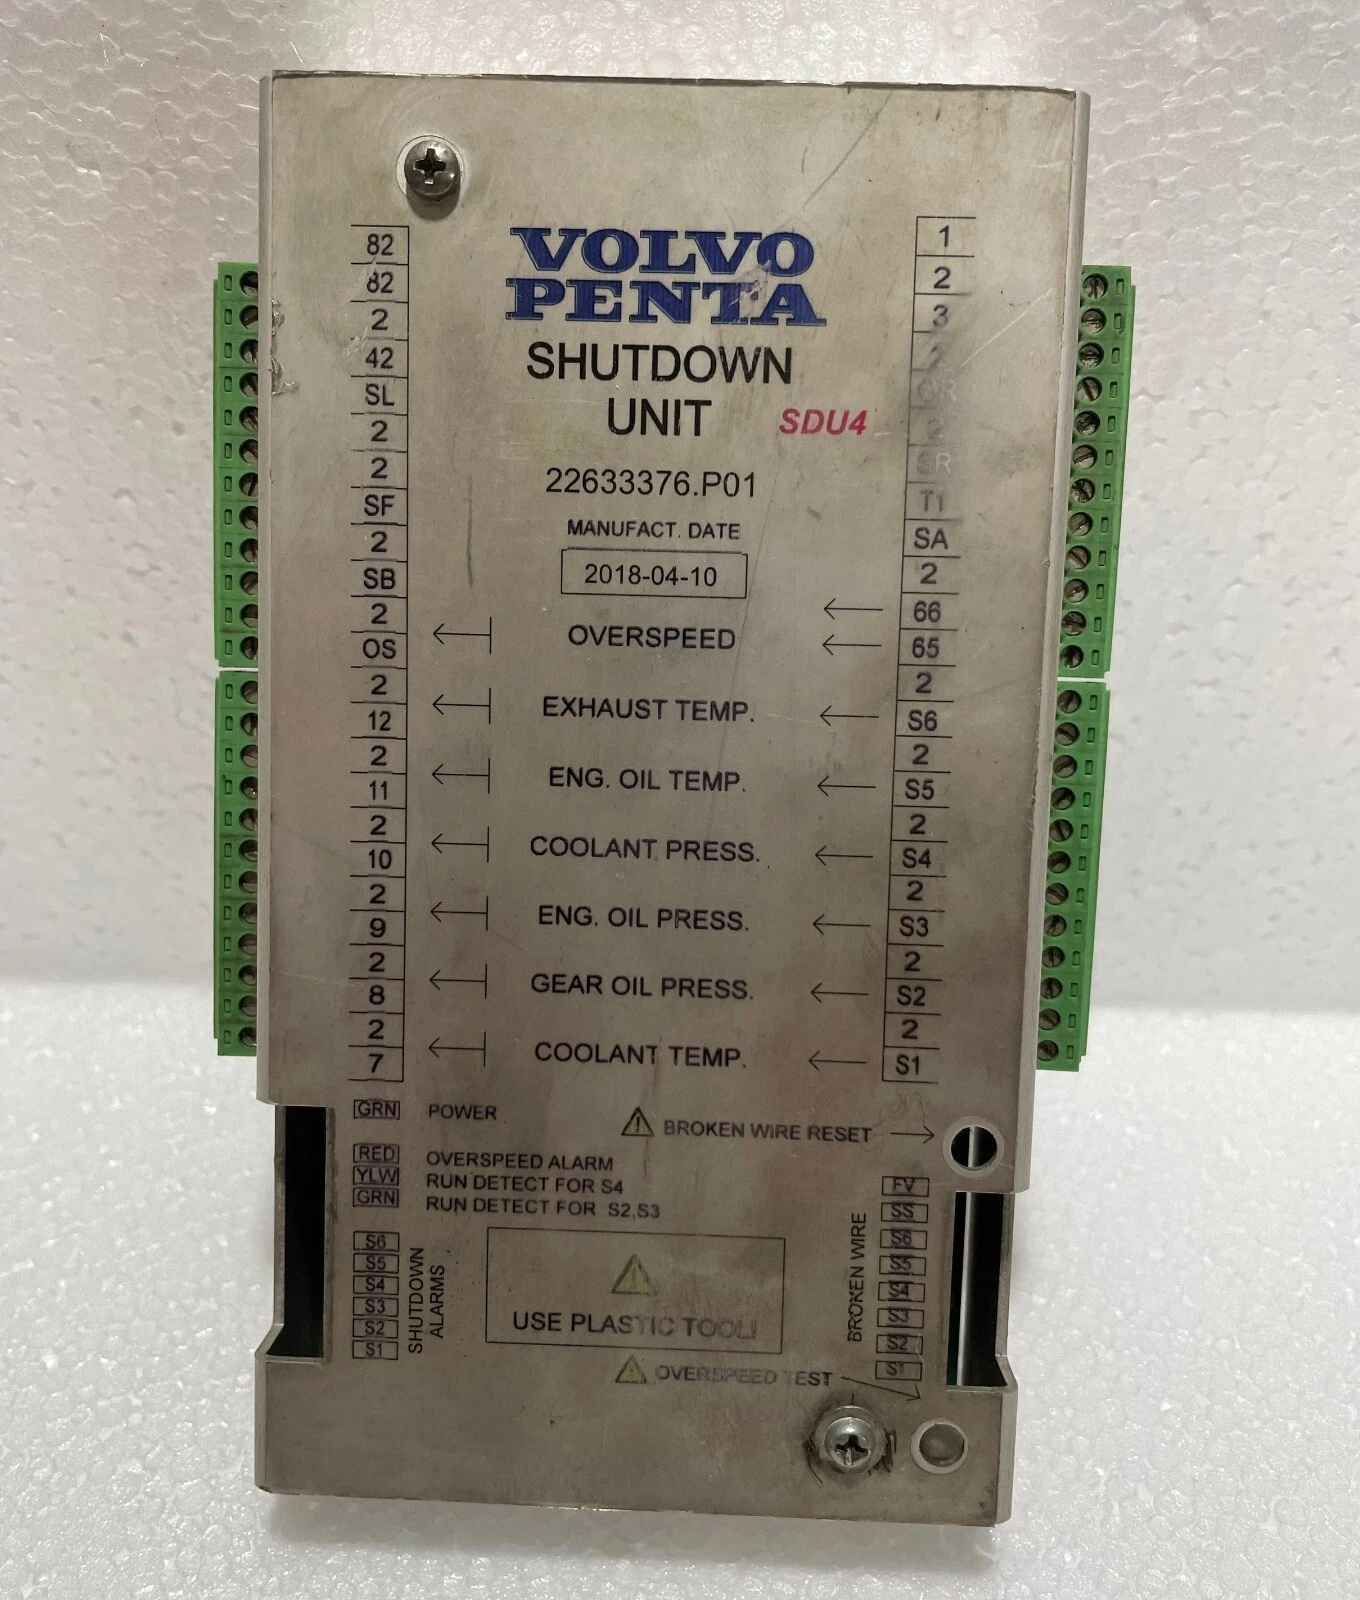 VOLVO
PENTA
SHUTDOWN
UNIT SDU4
22633376.P01
MANUFACT. DATE
2018-04-10
82
82
2
42
SL
2
2
SF
2
SB
2
OS
2
12
2
11
2
10
2
9
2
8
2
7
OVERSPEED
EXHAUST TEMP.
ENG. OIL TEMP.
COOLANT PRESS.
ENG. OIL PRESS.
GEAR OIL PRESS.
COOLANT TEMP.
1
2
3
2
2
SR
T1
SA
2
66
65
2
S6
2
S5
2
S4
2
S3
2
S2
2
S1
GRN POWER
RED OVERSPEED ALARM
YLW RUN DETECT FOR S4
GRN RUN DETECT FOR S2,S3
S6
S5
S4
S3
S2
S1
SHUTDOWN
ALARMS
USE PLASTIC TOOL!
BROKEN WIRE RESET
BROKEN WIRE
FV
SS
S6
S5
S4
S3
S2
S1
OVERSPEED TEST